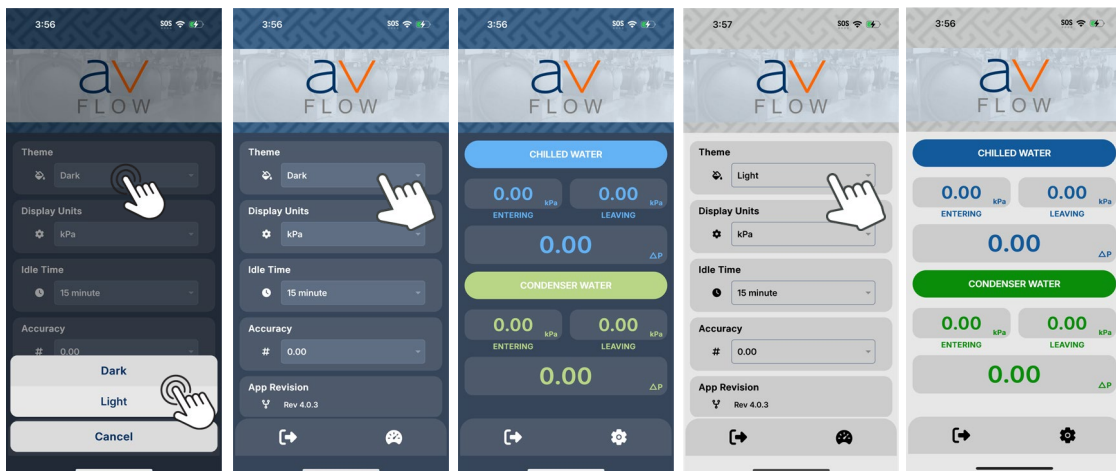 3:56
SOS
av
FLOW
Theme
Dark
Display Units
kPa
Idle Time
15 minute
Accuracy
# 0.00
Dark
Light
Cancel
3:56
SOS
av
FLOW
Theme
Dark
Display Units
kPa
Idle Time
15 minute
Accuracy
# 0.00
App Revision
Rev 4.0.3
3:56
SOS
av
FLOW
CHILLED WATER
0.00 kPa 0.00 kPa
ENTERING LEAVING
0.00 △P
CONDENSER WATER
0.00 kPa 0.00 kPa
ENTERING LEAVING
0.00 △P
3:57
SOS
av
FLOW
Theme
Light
Display Units
kPa
Idle Time
15 minute
Accuracy
# 0.00
App Revision
Rev 4.0.3
3:56
SOS
av
FLOW
CHILLED WATER
0.00 kPa 0.00 kPa
ENTERING LEAVING
0.00 △P
CONDENSER WATER
0.00 kPa 0.00 kPa
ENTERING LEAVING
0.00 △P